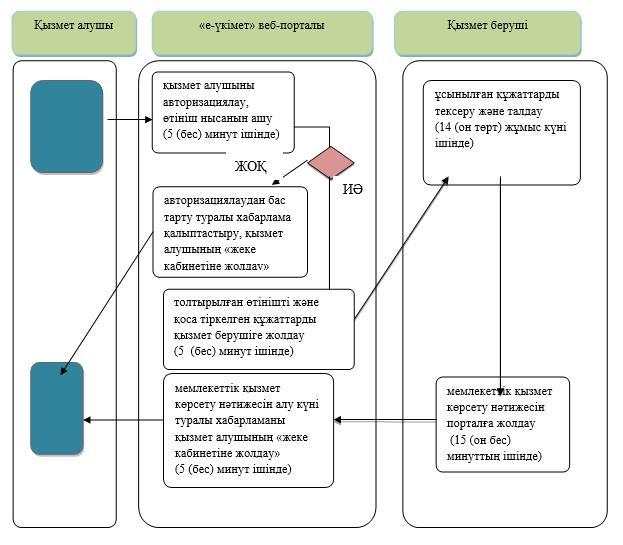 Қызмет алушы
«е-үкімет» веб-порталы
Қызмет беруші
қызмет алушыны
авторизациялау,
өтініш нысанын ашу
(5 (бес) минут ішінде)
ЖОҚ
ИӘ
авторизациялаудан бас
тарту туралы хабарлама
қалыптастыру, қызмет
алушының «жеке
кабинетіне жолдау»
толтырылған өтінішті және
қоса тіркелген құжаттарды
қызмет берушіге жолдау
(5 (бес) минут ішінде)
мемлекеттік қызмет
көрсету нәтижесін алу күні
туралы хабарламаны
қызмет алушының «жеке
кабинетіне жолдау»
(5 (бес) минут ішінде)
ұсынылған құжаттарды
тексеру және талдау
(14 (он төрт) жұмыс күні
ішінде)
мемлекеттік қызмет
көрсету нәтижесін
порталға жолдау
(15 (он бес)
минуттың ішінде)